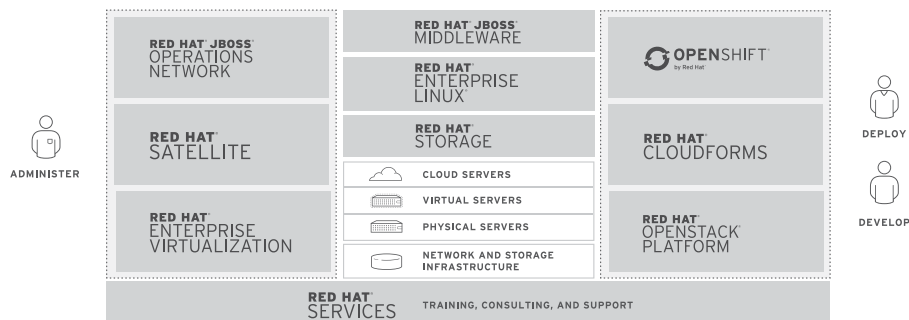 ADMINISTER
RED HAT® JBOSS®
OPERATIONS
NETWORK
RED HAT®
SATELLITE
RED HAT®
ENTERPRISE
VIRTUALIZATION
RED HAT® JBOSS®
MIDDLEWARE
RED HAT®
ENTERPRISE
LINUX®
RED HAT®
STORAGE
CLOUD SERVERS
VIRTUAL SERVERS
PHYSICAL SERVERS
NETWORK AND STORAGE
INFRASTRUCTURE
OPENSHIFT®
by Red Hat®
RED HAT®
CLOUDFORMS
RED HAT®
OPENSTACK®
PLATFORM
DEPLOY
DEVELOP
RED HAT®
SERVICES
TRAINING, CONSULTING, AND SUPPORT